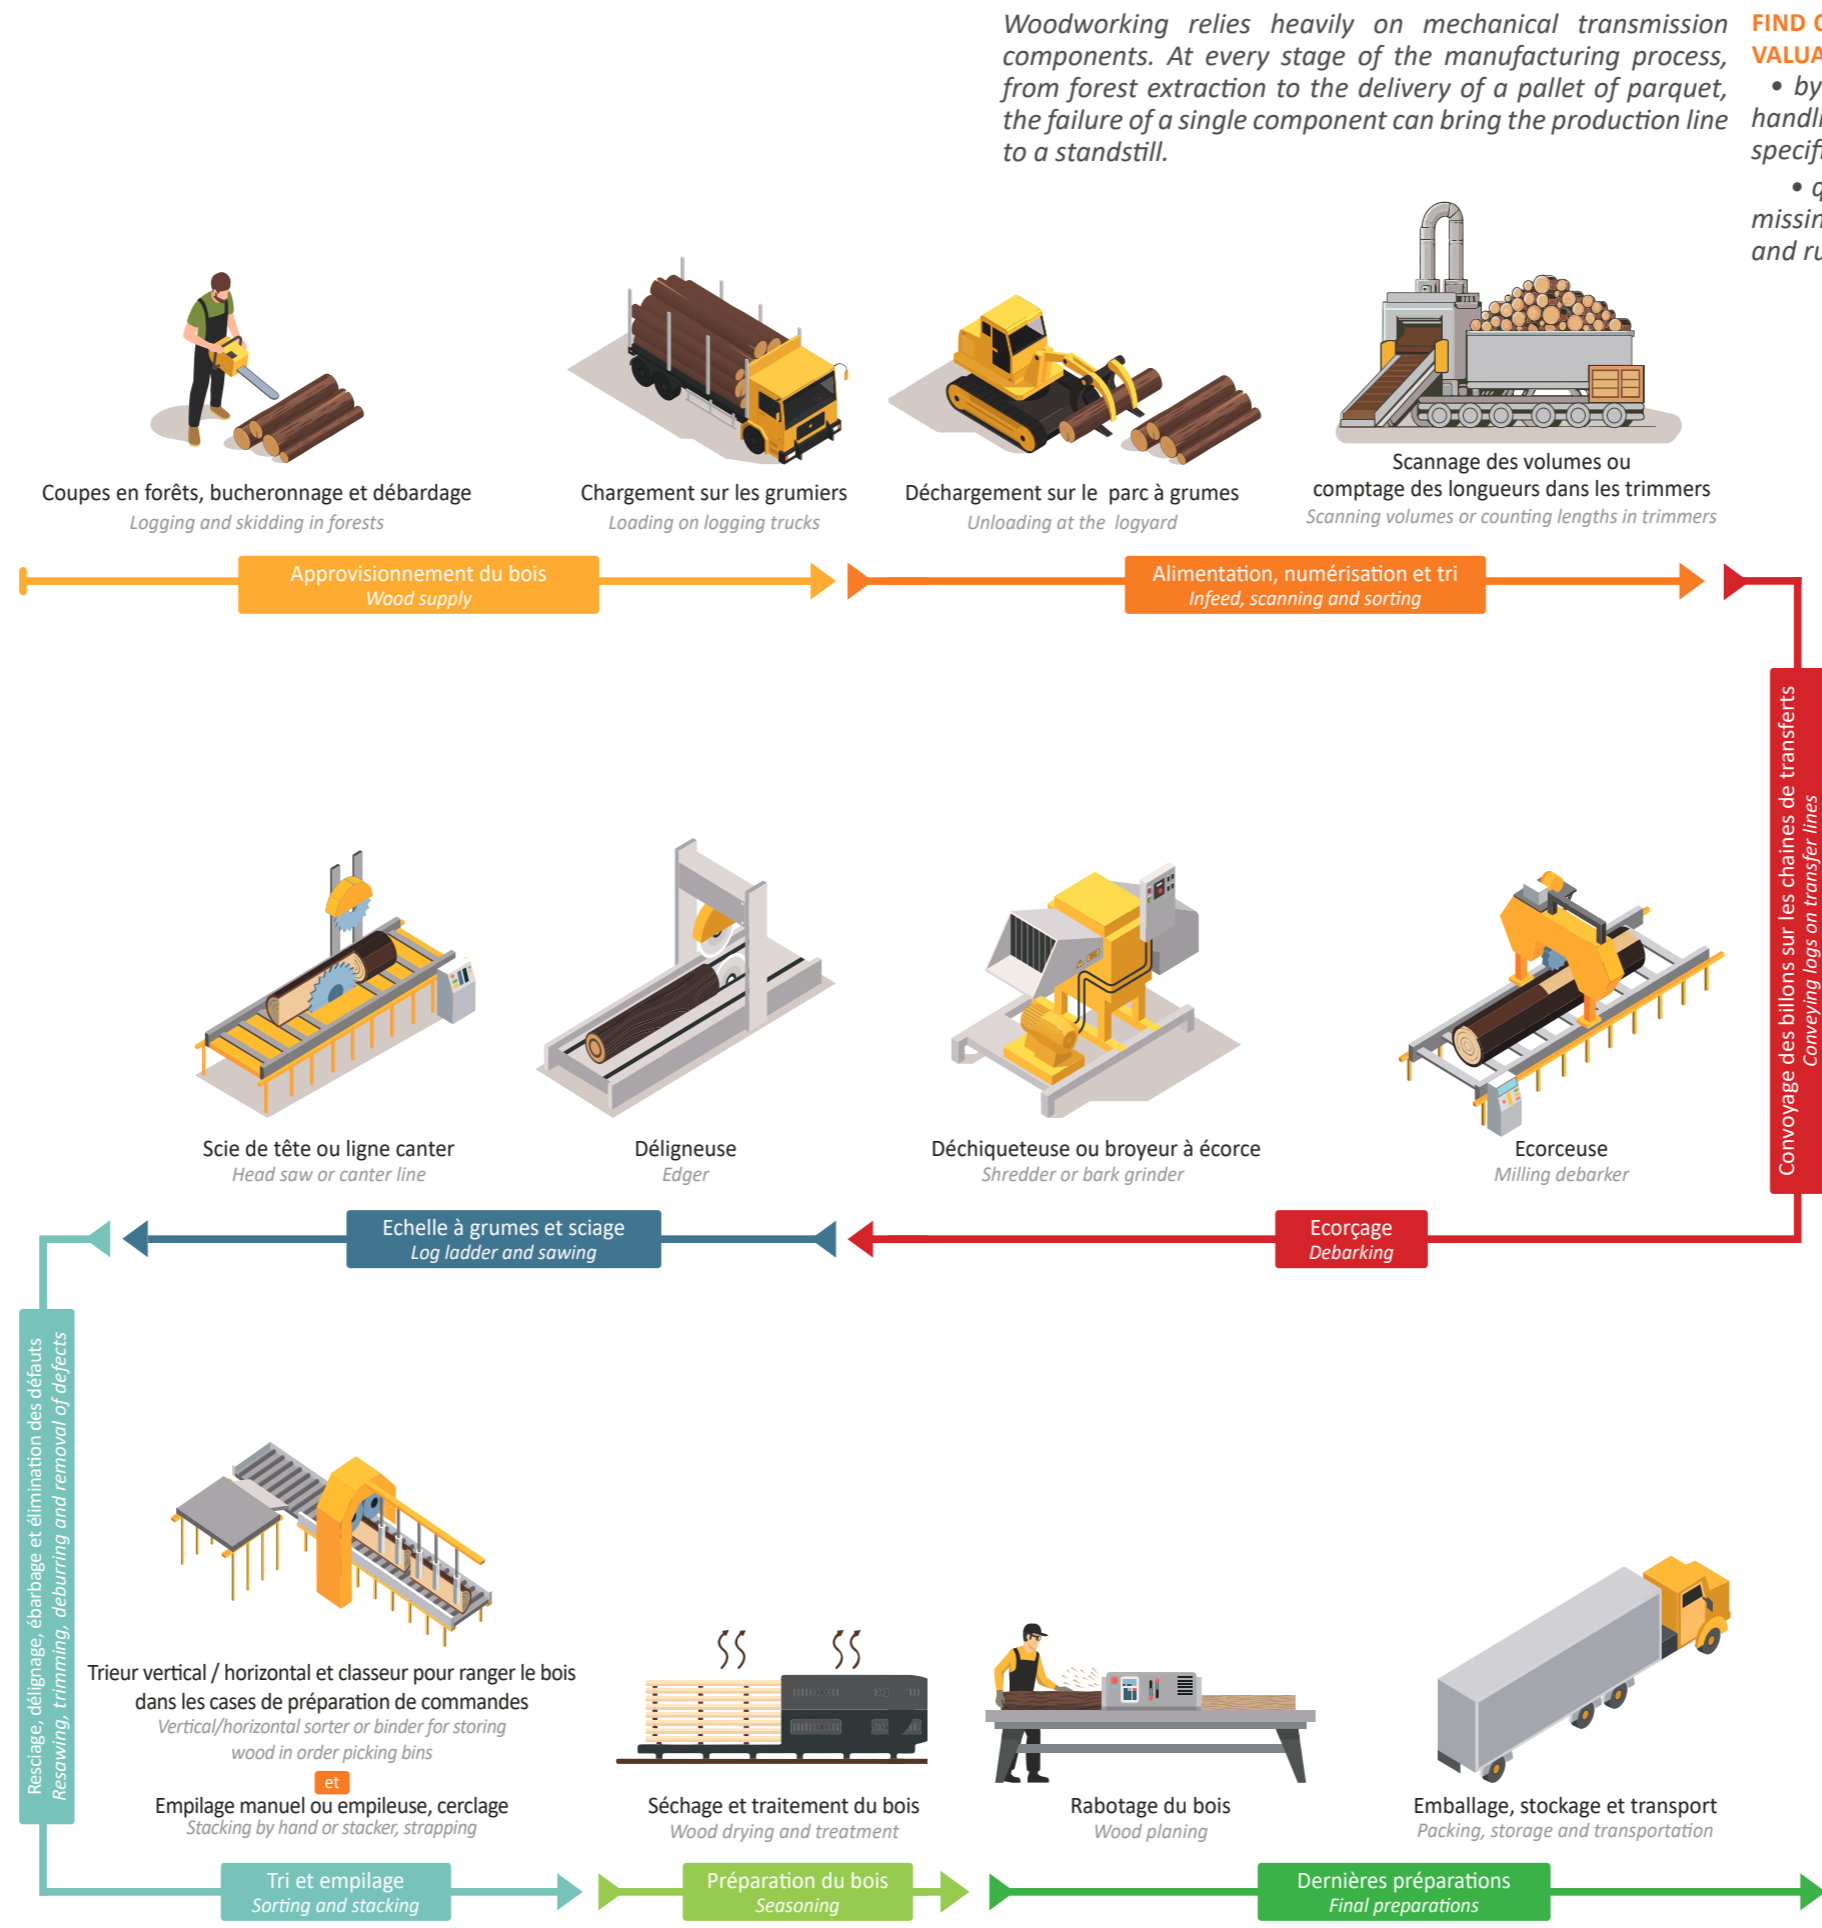 Woodworking relies heavily on mechanical transmission
components. At every stage of the manufacturing process,
from forest extraction to the delivery of a pallet of parquet,
the failure of a single component can bring the production line
to a standstill.
FIND
VALUA
• by
handli
specifi
•
missin
and ru
Coupes en forêts, bucheronnage et débardage
Logging and skidding in forests
Chargement sur les grumiers
Loading on logging trucks
Déchargement sur le parc à grumes
Unloading at the logyard
Scannage des volumes ou
comptage des longueurs dans les trimmers
Scanning volumes or counting lengths in trimmers
Approvisionnement du bois
Wood supply
Alimentation, numérisation et tri
Infeed, scanning and sorting
Convoyage des billons sur les chaines de transferts
Conveying logs on transfer lines
Scie de tête ou ligne canter
Head saw or canter line
Déligneuse
Edger
Déchiqueteuse ou broyeur à écorce
Shredder or bark grinder
Ecorceuse
Milling debarker
Echelle à grumes et sciage
Log ladder and sawing
Ecorçage
Debarking
Resciage, délignage, ébarbage et élimination des défauts
Resawing, trimming, deburring and removal of defects
Trieur vertical / horizontal et classeur pour ranger le bois
dans les cases de préparation de commandes
Vertical/horizontal sorter or binder for storing
wood in order picking bins
et
Empilage manuel ou empileuse, cerclage
Stacking by hand or stacker, strapping
Séchage et traitement du bois
Wood drying and treatment
Rabotage du bois
Wood planing
Emballage, stockage et transport
Packing, storage and transportation
Tri et empilage
Sorting and stacking
Préparation du bois
Seasoning
Dernières préparations
Final preparations